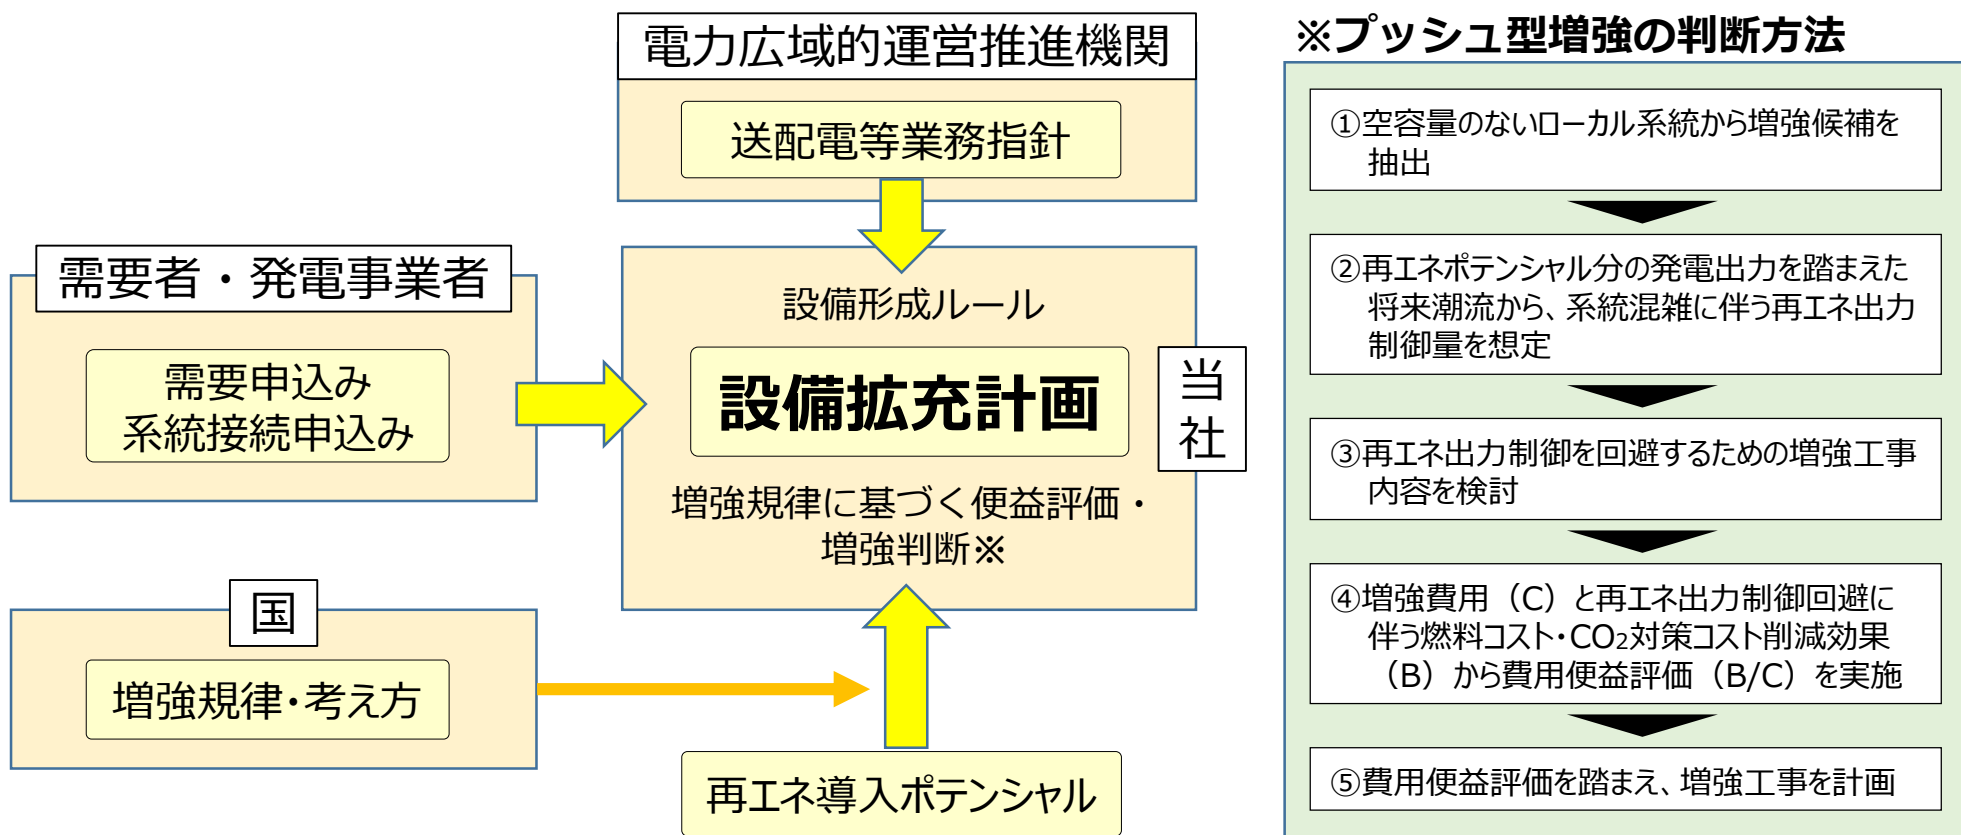 電力広域的運営推進機関
送配電等業務指針
需要者・発電事業者
需要申込み
系統接続申込み
設備形成ルール
設備拡充計画
当社
増強規律に基づく便益評価・
増強判断※
国
増強規律・考え方
再エネ導入ポテンシャル
※プッシュ型増強の判断方法
①空容量のないローカル系統から増強候補を
抽出
②再エネポテンシャル分の発電出力を踏まえた
将来潮流から、系統混雑に伴う再エネ出力
制御量を想定
③再エネ出力制御を回避するための増強工事
内容を検討
④増強費用（C）と再エネ出力制御回避に
伴う燃料コスト・CO₂対策コスト削減効果
（B）から費用便益評価（B/C）を実施
⑤費用便益評価を踏まえ、増強工事を計画